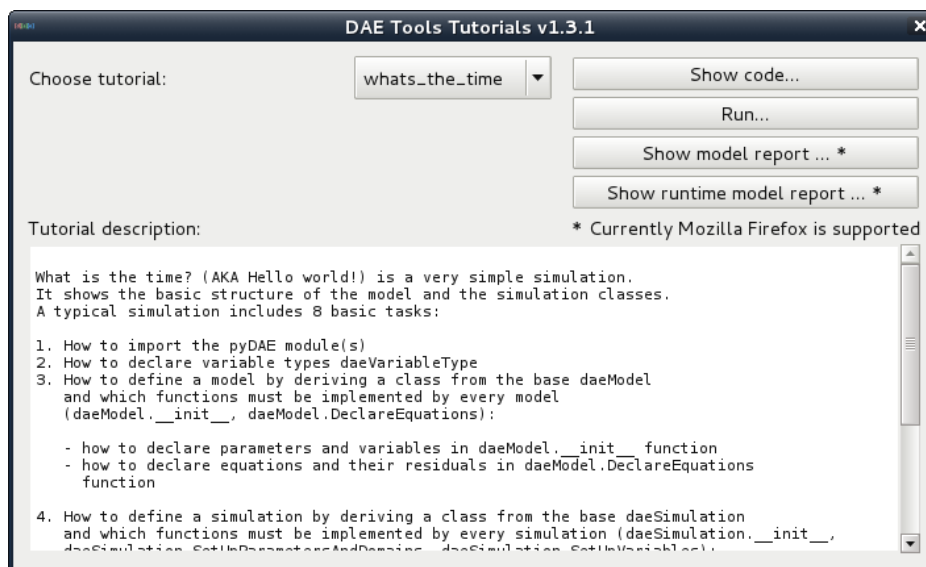 DAE Tools Tutorials v1.3.1
Choose tutorial:
whats_the_time
Show code...
Run...
Show model report ... *
Show runtime model report ... *
Tutorial description:
* Currently Mozilla Firefox is supported
What is the time? (AKA Hello world!) is a very simple simulation.
It shows the basic structure of the model and the simulation classes.
A typical simulation includes 8 basic tasks:
1. How to import the pyDAE module(s)
2. How to declare variable types daeVariableType
3. How to define a model by deriving a class from the base daeModel
and which functions must be implemented by every model
(daeModel.__init__, daeModel.DeclareEquations):
- how to declare parameters and variables in daeModel.__init__ function
- how to declare equations and their residuals in daeModel.DeclareEquations
function
4. How to define a simulation by deriving a class from the base daeSimulation
and which functions must be implemented by every simulation (daeSimulation.__init__,
daeSimulation.SetUpParametersAndDomains, daeSimulation.SetUpVariables):